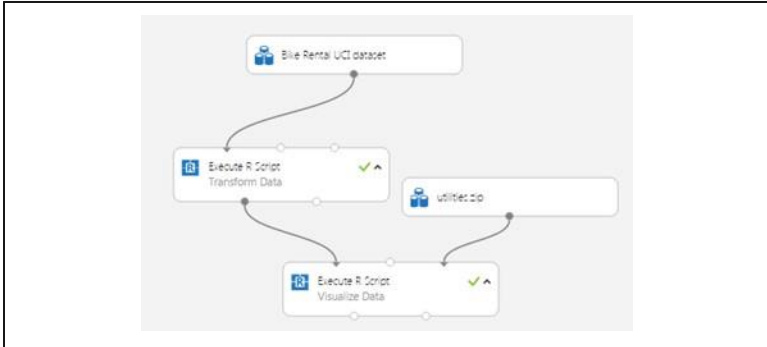 Bike Rental UCI dataset
Execute R Script
Transform Data
utilities.zip
Execute R Script
Visualize Data